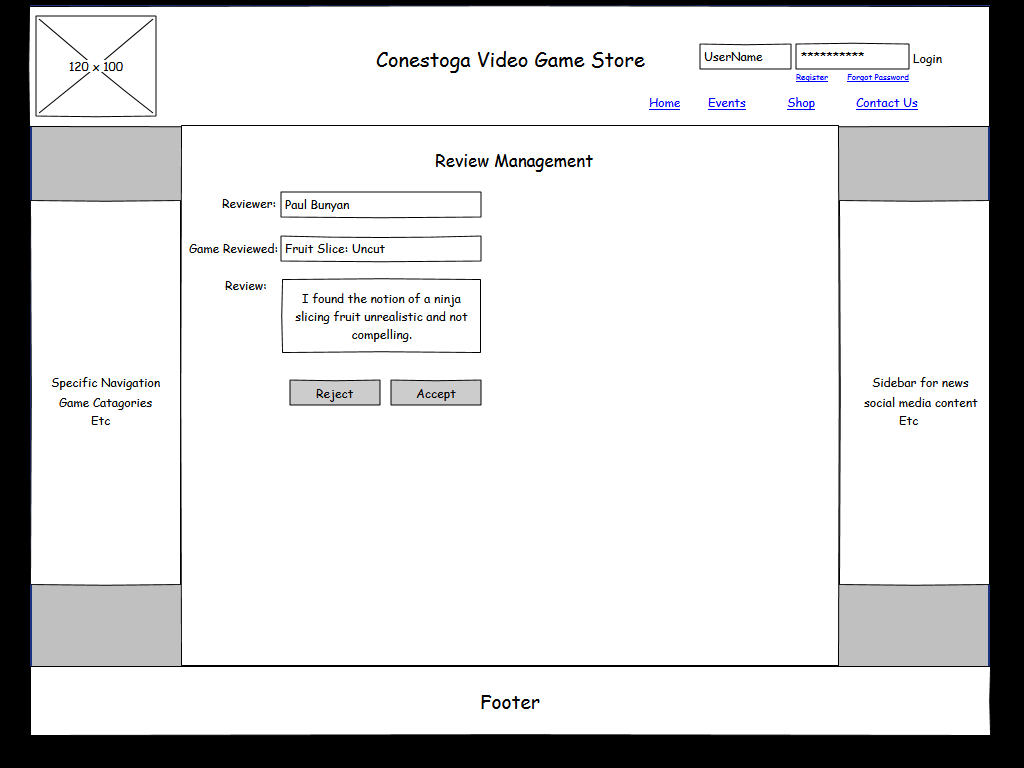 120 x 100
Conestoga Video Game Store
UserName
**********
Login
Register
Forgot Password
Home
Events
Shop
Contact Us
Review Management
Reviewer:
Paul Bunyan
Game Reviewed:
Fruit Slice: Uncut
Review:
I found the notion of a ninja
slicing fruit unrealistic and not
compelling.
Reject
Accept
Specific Navigation
Game Catagories
Etc
Sidebar for news
social media content
Etc
Footer